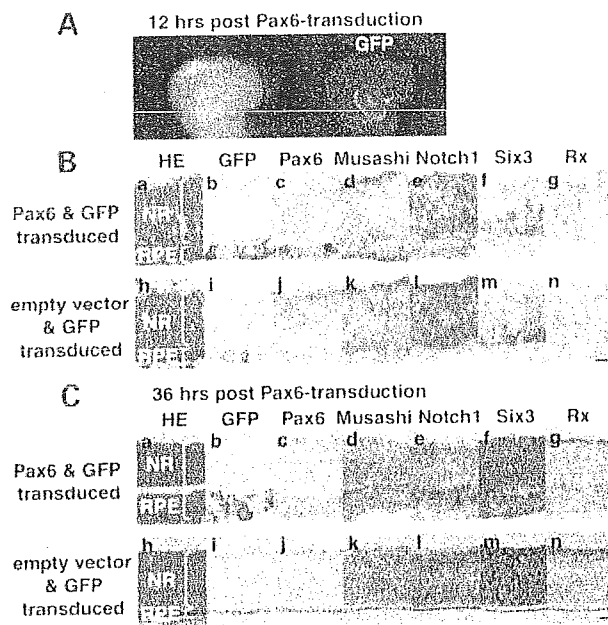 A
12 hrs post Pax6-transduction
GFP
B
HE GFP Pax6 Musashi Notch1 Six3 Rx
a b c d e f g
Pax6 & GFP
transduced
NR
RPE
h i j k l m n
empty vector
& GFP
transduced
NR
RPE
C
36 hrs post Pax6-transduction
HE GFP Pax6 Musashi Notch1 Six3 Rx
a b c d e f g
Pax6 & GFP
transduced
NR
RPE
h i j k l m n
empty vector
& GFP
transduced
NR
RPE